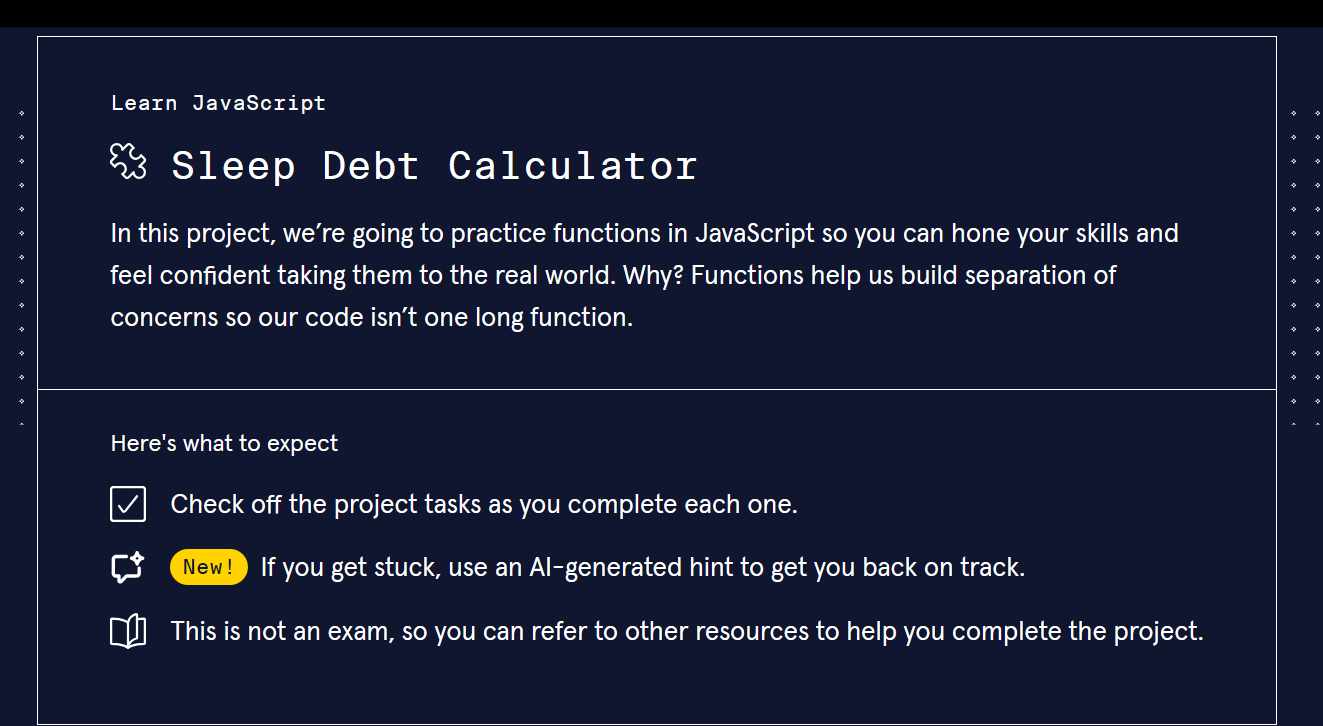 Learn JavaScript
Sleep Debt Calculator
In this project, we’re going to practice functions in JavaScript so you can hone your skills and
feel confident taking them to the real world. Why? Functions help us build separation of
concerns so our code isn’t one long function.
Here's what to expect
Check off the project tasks as you complete each one.
New! If you get stuck, use an AI-generated hint to get you back on track.
This is not an exam, so you can refer to other resources to help you complete the project.